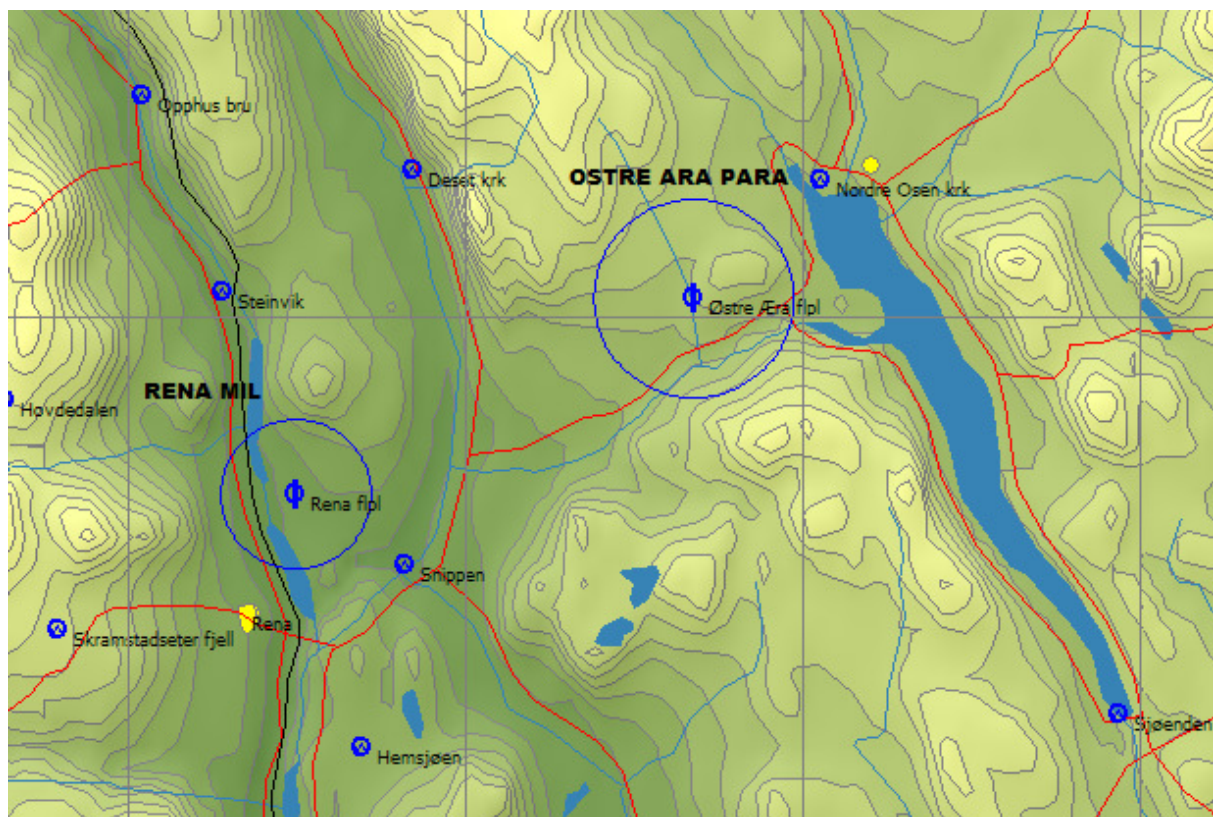 Opphus bru
Deset krk
OSTRE ARA PARA
Nordre Osen krk
Steinvik
Østre Æra flpl
RENA MIL
Høvdedalen
Rena flpl
Snippen
Rena
Skramstadseter fjell
Sjøenden
Hemsjøen